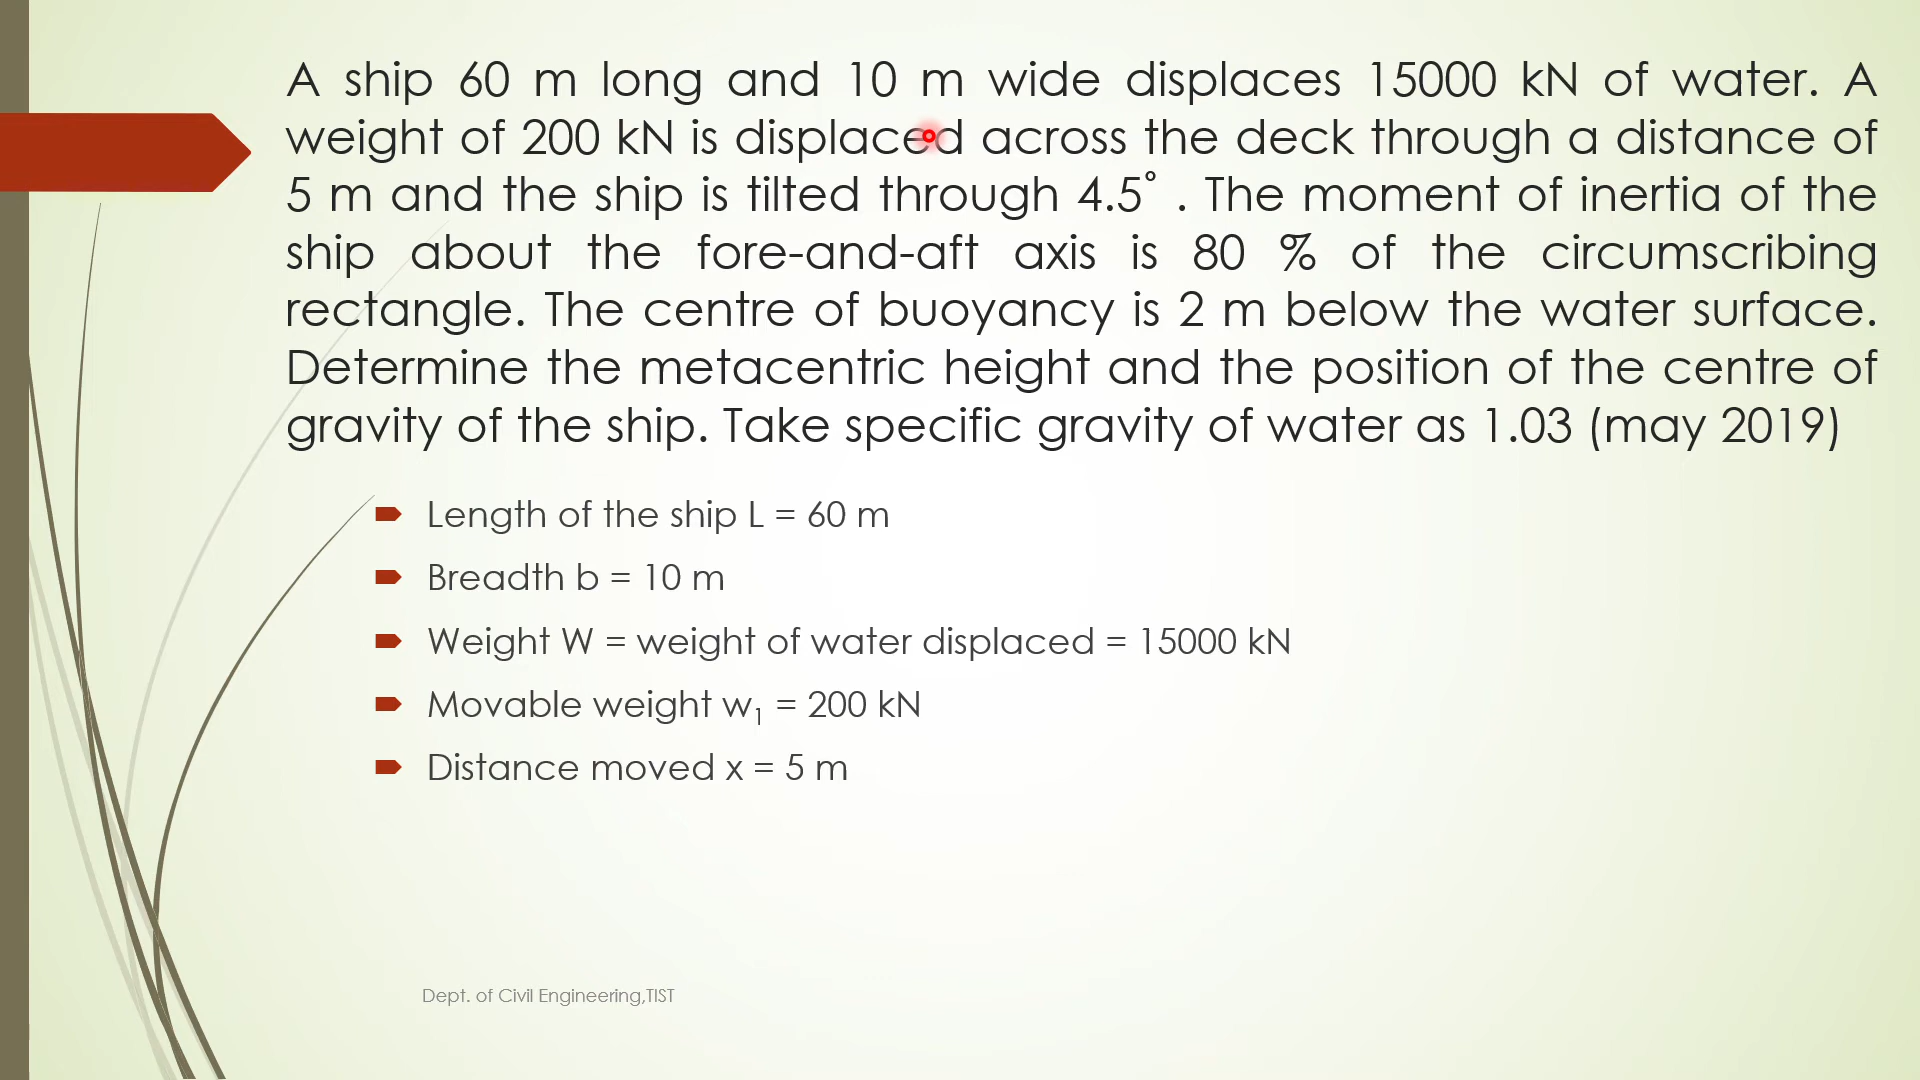 A ship 60 m long and 10 m wide displaces 15000 kN of water. A
weight of 200 kN is displaced across the deck through a distance of
5 m and the ship is tilted through 4.5˚ . The moment of inertia of the
ship about the fore-and-aft axis is 80 % of the circumscribing
rectangle. The centre of buoyancy is 2 m below the water surface.
Determine the metacentric height and the position of the centre of
gravity of the ship. Take specific gravity of water as 1.03 (may 2019)
Length of the ship L = 60 m
Breadth b = 10 m
Weight W = weight of water displaced = 15000 kN
Movable weight w₁ = 200 kN
Distance moved x = 5 m
Dept. of Civil Engineering,TIST